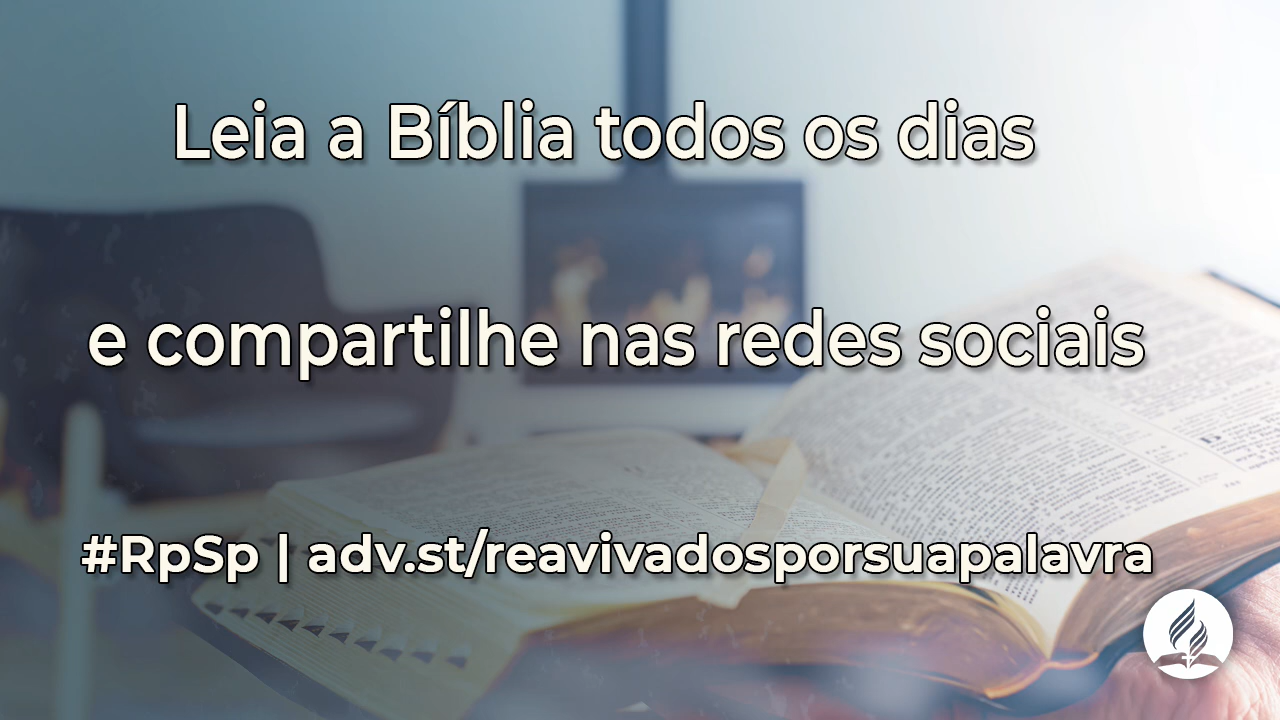 Leia a Bíblia todos os dias
e compartilhe nas redes sociais
#RpSp | adv.st/reavivadosporsuapalavra